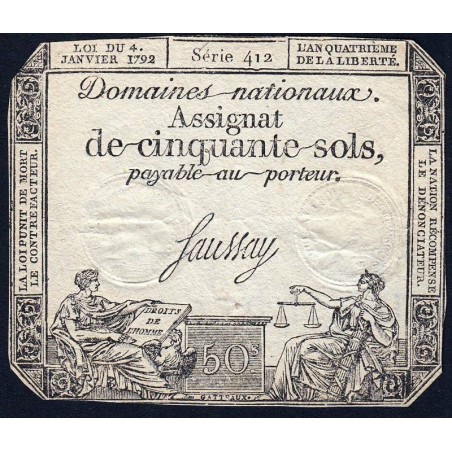 LOI DU 4.
JANVIER 1792
Série 412
L'AN QUATRIEME
DE LA LIBERTÉ.
Domaines nationaux.
Assignat
de cinquante sols,
payable au porteur.
LA LOI PUNIT DE MORT
LE CONTREFACTEUR.
LA NATION RÉCOMPENSE
LE DÉNONCIATEUR.
Saussay
DROITS
DE
L'HOMME
50s
GATTEAUX